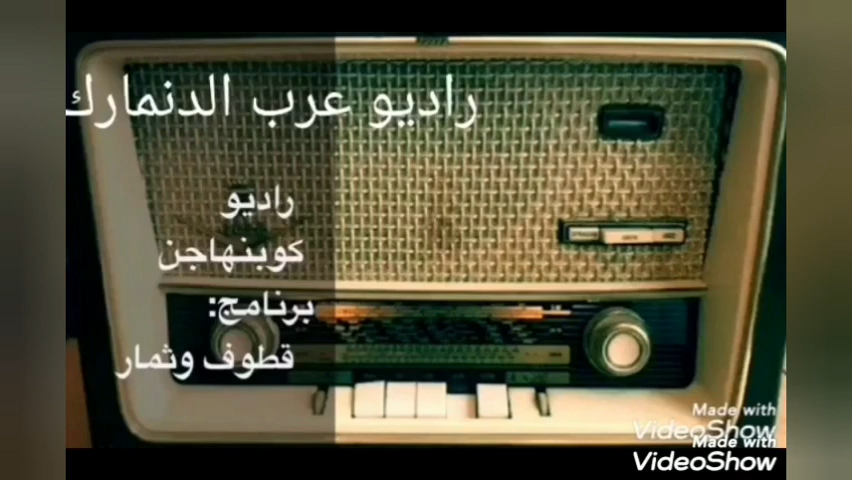 راديو عرب الدنمارك
راديو
كوبنهاجن
برنامج:
قطوف وثمار
Made with
VideoShow
Made with
VideoShow